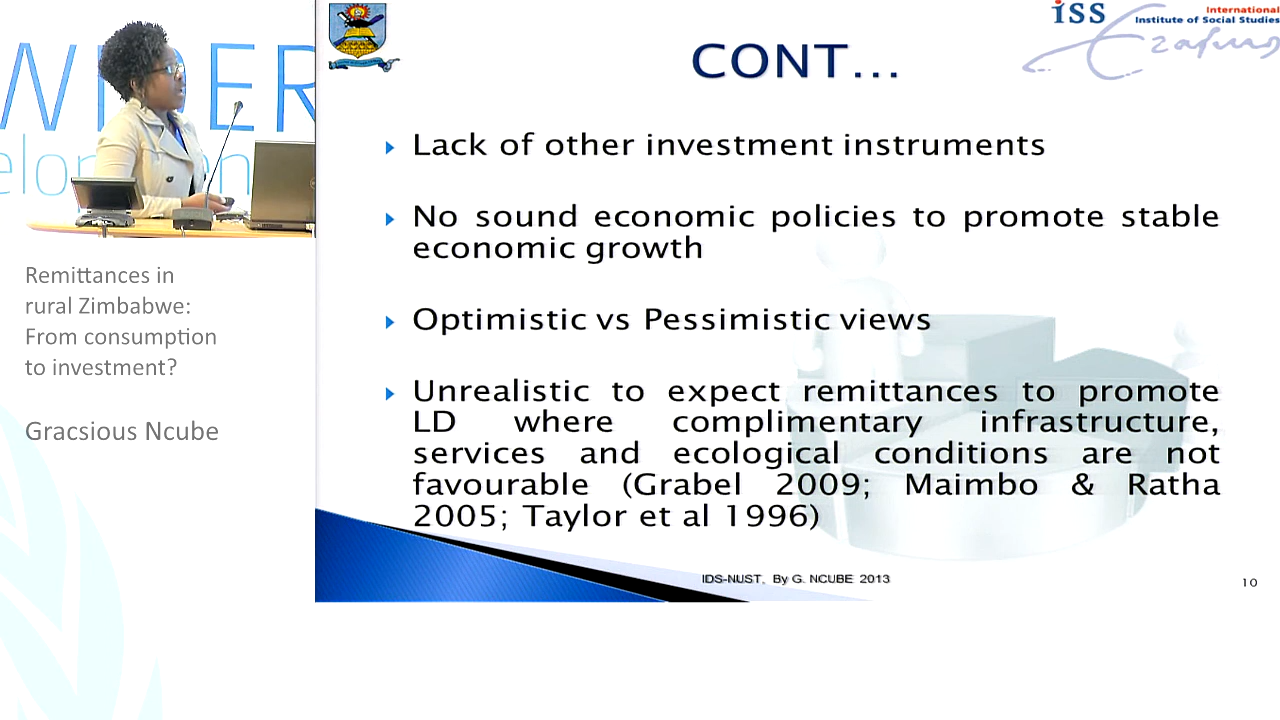 WIDER
elopmen
Remittances in
rural Zimbabwe:
From consumption
to investment?
Gracsious Ncube
iSS
International
Institute of Social Studies
Erasmus
CONT...
Lack of other investment instruments
No sound economic policies to promote stable
economic growth
Optimistic vs Pessimistic views
Unrealistic to expect remittances to promote
LD where complimentary infrastructure,
services and ecological conditions are not
favourable (Grabel 2009; Maimbo & Ratha
2005; Taylor et al 1996)
IDS-NUST. By G. NCUBE 2013
10